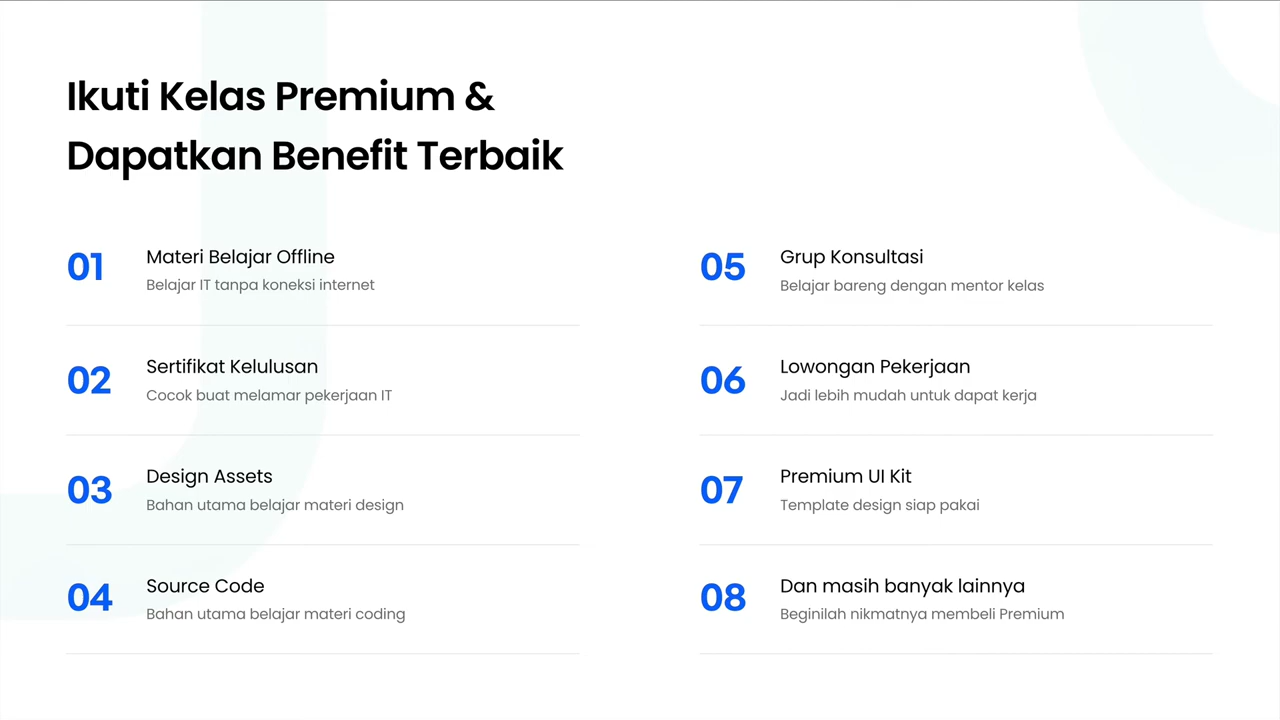 Ikuti Kelas Premium &
Dapatkan Benefit Terbaik
01
Materi Belajar Offline
Belajar IT tanpa koneksi internet
02
Sertifikat Kelulusan
Cocok buat melamar pekerjaan IT
03
Design Assets
Bahan utama belajar materi design
04
Source Code
Bahan utama belajar materi coding
05
Grup Konsultasi
Belajar bareng dengan mentor kelas
06
Lowongan Pekerjaan
Jadi lebih mudah untuk dapat kerja
07
Premium UI Kit
Template design siap pakai
08
Dan masih banyak lainnya
Beginilah nikmatnya membeli Premium